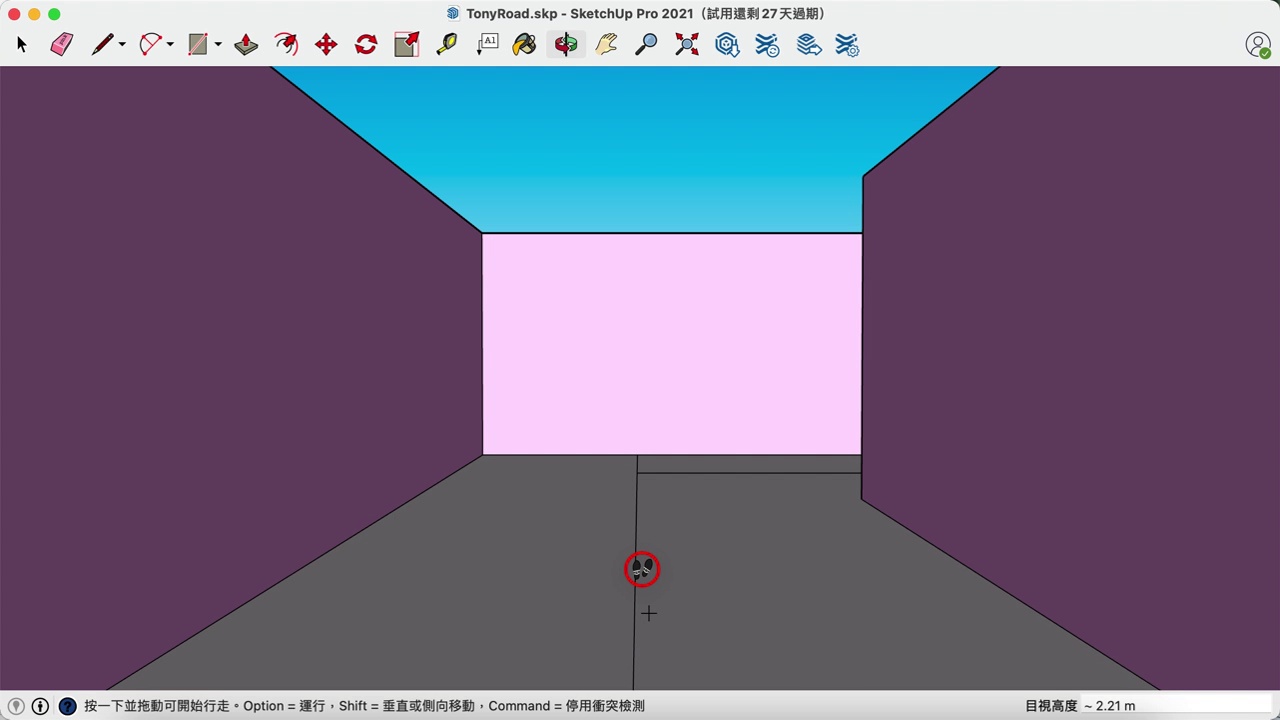 TonyRoad.skp - SketchUp Pro 2021（試用還剩 27 天過期）
A1
按一下並拖動可開始行走。Option = 運行，Shift = 垂直或側向移動，Command = 停用衝突檢測
目視高度 ~ 2.21 m